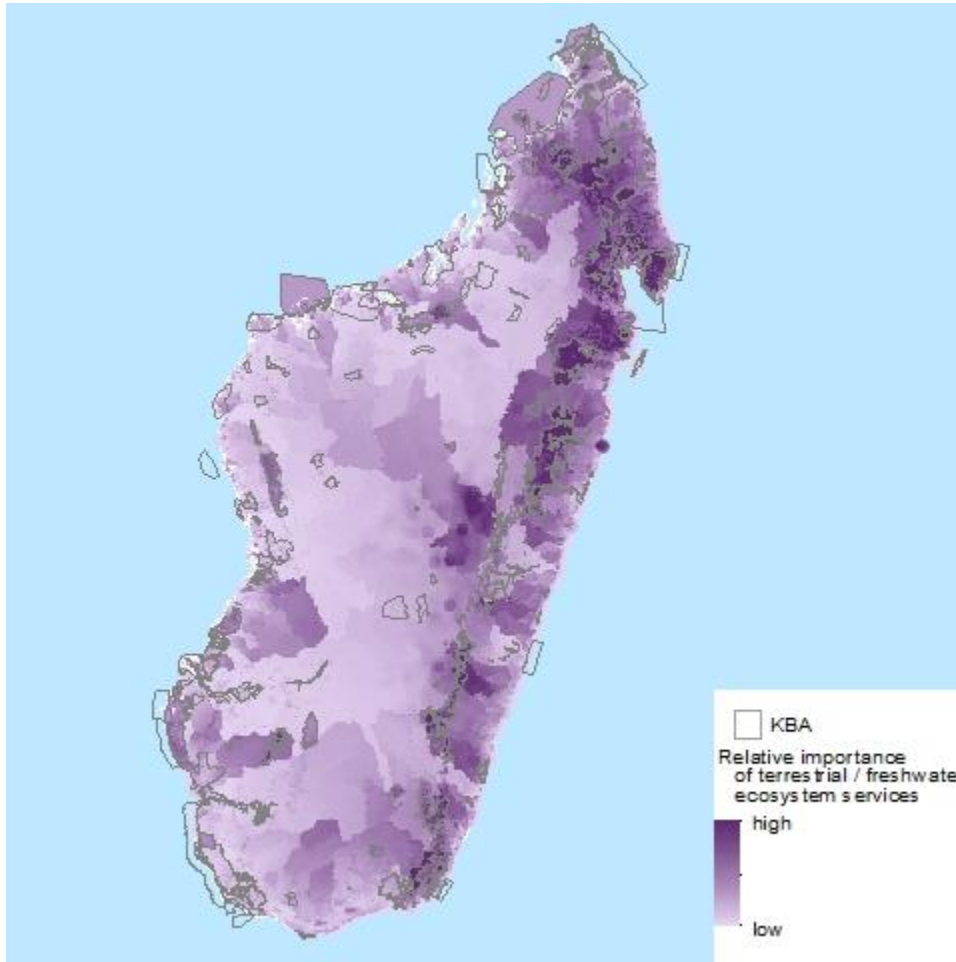 KBA
Relative importance
of terrestrial / freshwate
ecosystem services
high
low